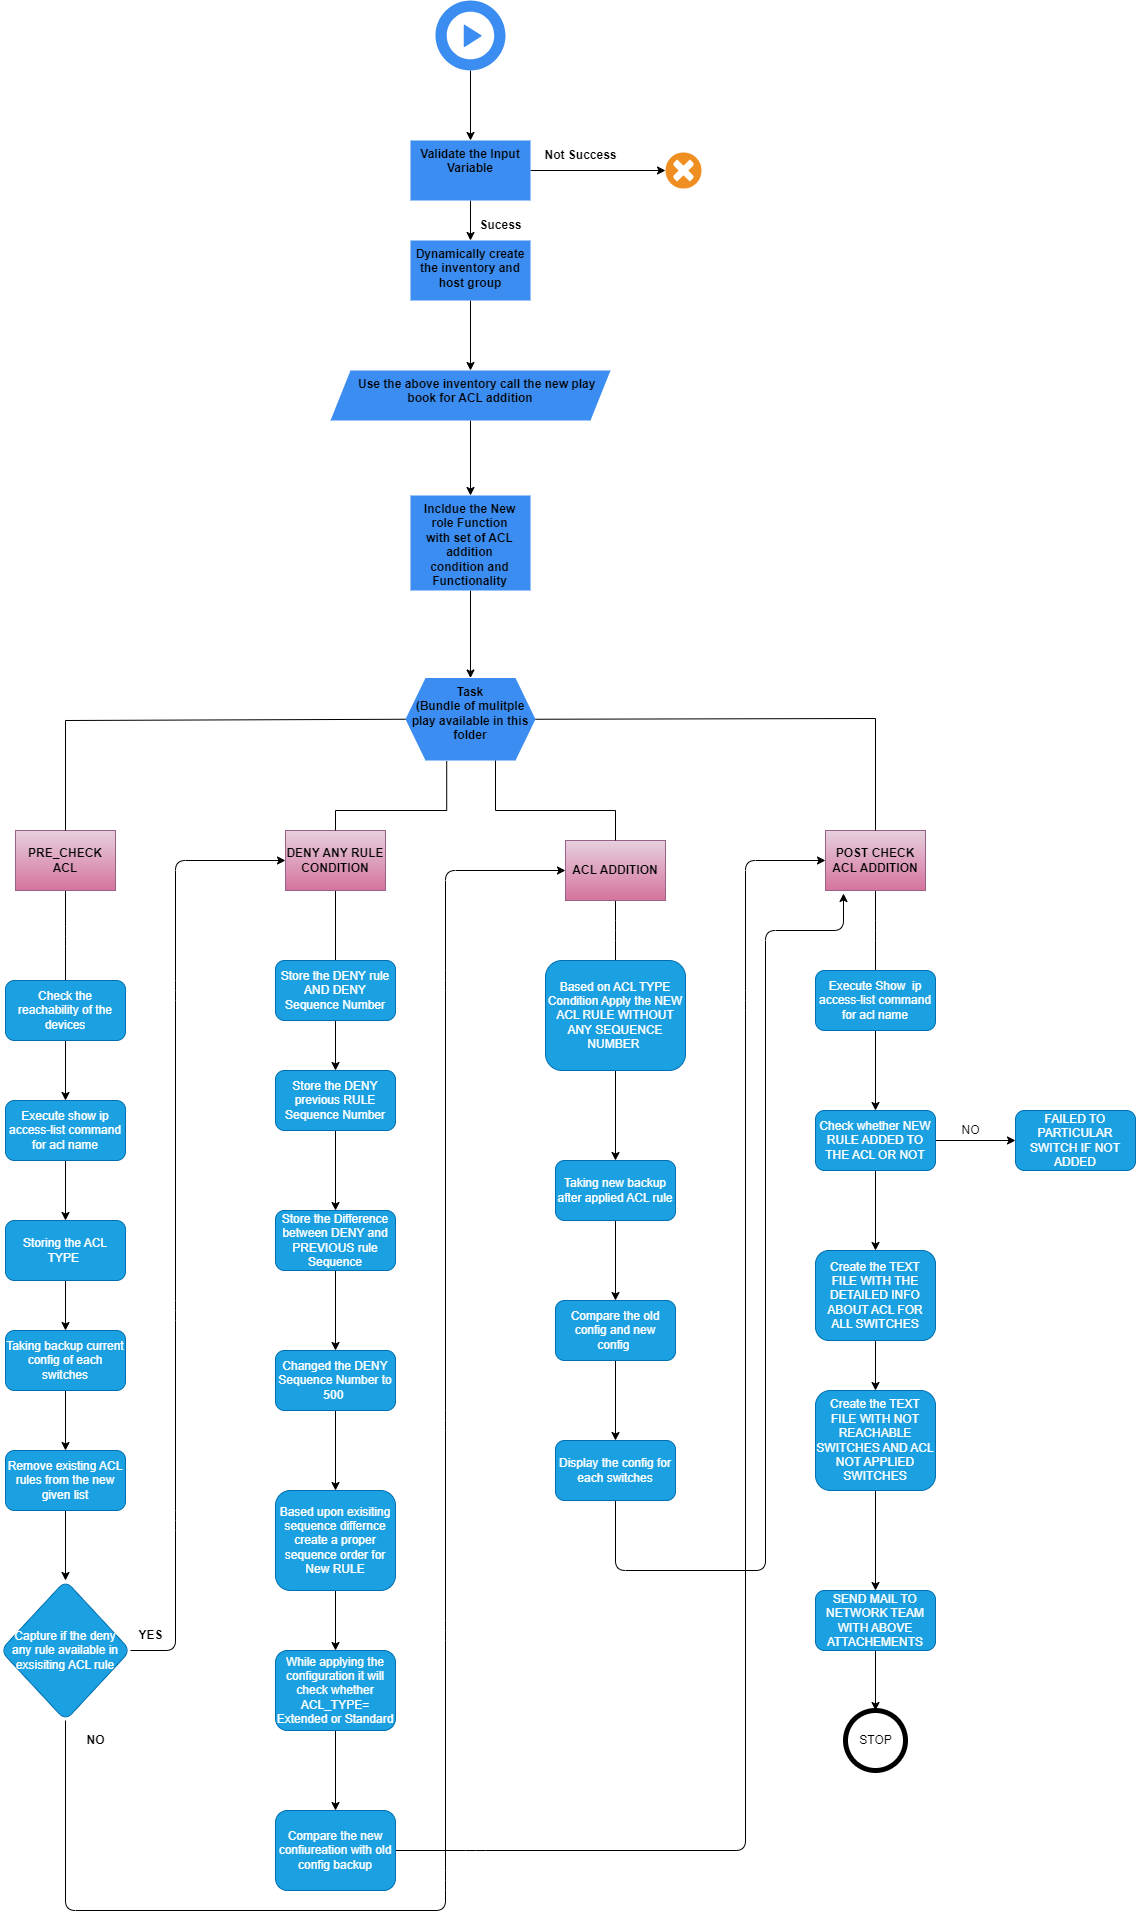 Validate the Input
Variable
Not Success
Sucess
Dynamically create
the inventory and
host group
Use the above inventory call the new play
book for ACL addition
Incldue the New
role Function
with set of ACL
addition
condition and
Functionality
Task
(Bundle of mulitple
play available in this
folder
PRE_CHECK
ACL
Check the
reachability of the
devices
Execute show ip
access-list command
for acl name
Storing the ACL
TYPE
Taking backup current
config of each
switches
Remove existing ACL
rules from the new
given list
Capture if the deny
any rule available in
exsisiting ACL rule
YES
NO
DENY ANY RULE
CONDITION
Store the DENY rule
AND DENY
Sequence Number
Store the DENY
previous RULE
Sequence Number
Store the Difference
between DENY and
PREVIOUS rule
Sequence
Changed the DENY
Sequence Number to
500
Based upon exisiting
sequence differnce
create a proper
sequence order for
New RULE
While applying the
configuration it will
check whether
ACL_TYPE=
Extended or Standard
Compare the new
confiureation with old
config backup
ACL ADDITION
Based on ACL TYPE
Condition Apply the NEW
ACL RULE WITHOUT
ANY SEQUENCE
NUMBER
Taking new backup
after applied ACL rule
Compare the old
config and new
config
Display the config for
each switches
POST CHECK
ACL ADDITION
Execute Show  ip
access-list command
for acl name
Check whether NEW
RULE ADDED TO
THE ACL OR NOT
NO
FAILED TO
PARTICULAR
SWITCH IF NOT
ADDED
Create the TEXT
FILE WITH THE
DETAILED INFO
ABOUT ACL FOR
ALL SWITCHES
Create the TEXT
FILE WITH NOT
REACHABLE
SWITCHES AND ACL
NOT APPLIED
SWITCHES
SEND MAIL TO
NETWORK TEAM
WITH ABOVE
ATTACHEMENTS
STOP